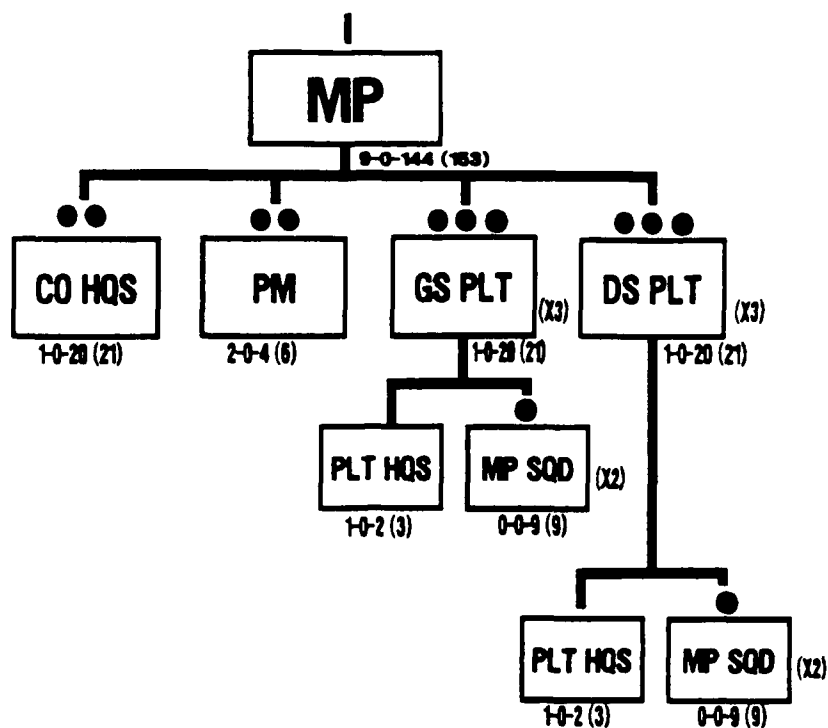 I
MP
9-0-144 (153)
CO HQS
PM
GS PLT
(X3)
DS PLT
(X3)
1-0-20 (21)
2-0-4 (6)
1-0-20 (21)
1-0-20 (21)
PLT HQS
MP SQD
(X2)
1-0-2 (3)
0-0-9 (9)
PLT HQS
MP SQD
(X2)
1-0-2 (3)
0-0-9 (9)